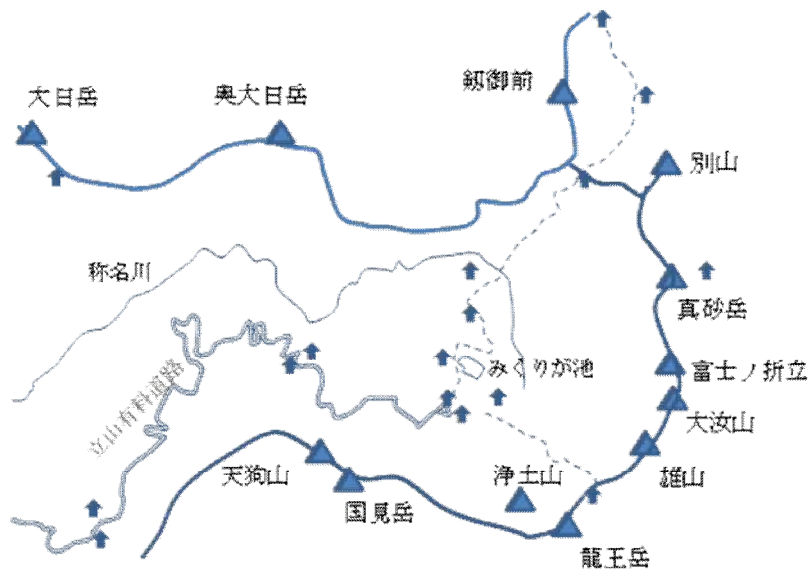 剱御前
大日岳
奥大日岳
別山
称名川
真砂岳
みくりが池
富士ノ折立
立山有料道路
大汝山
天狗山
浄土山
雄山
国見岳
龍王岳